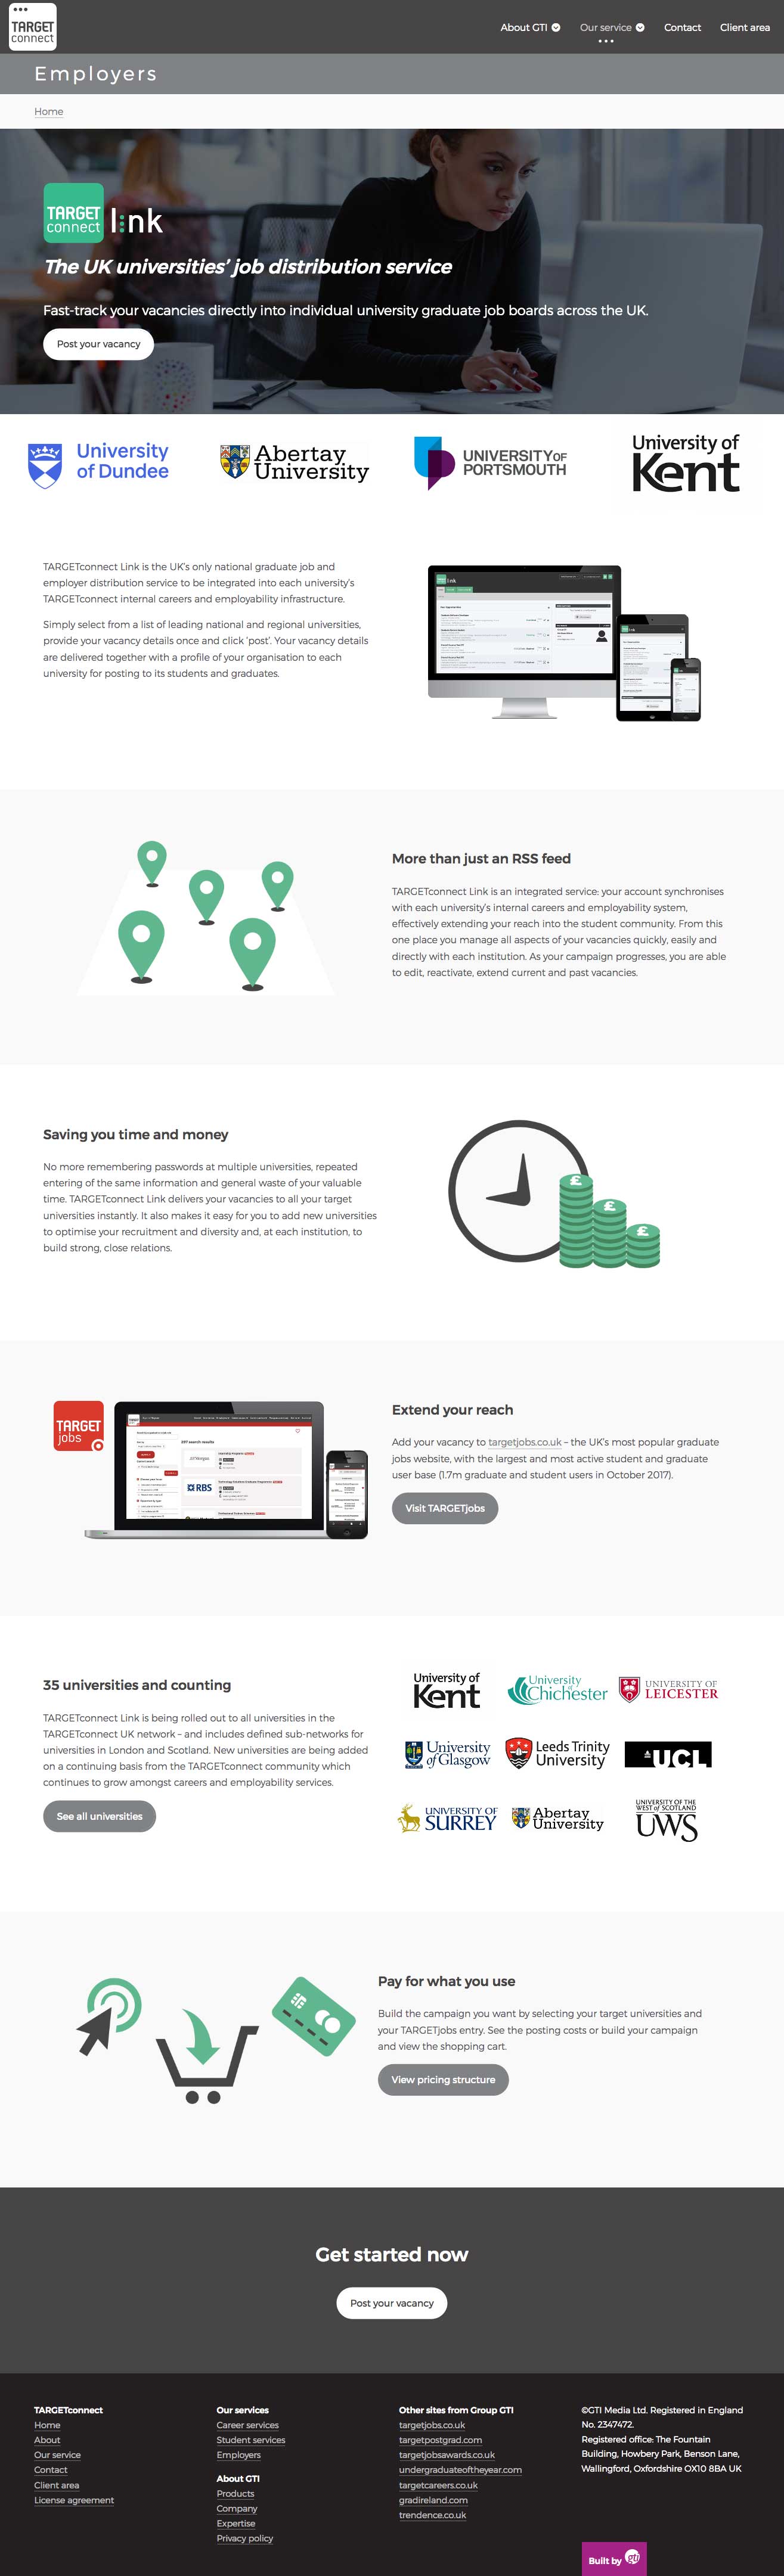 TARGET
connect
About GTI
Our service
Contact
Client area
Employers
Home
TARGET
connect
link
The UK universities' job distribution service
Fast-track your vacancies directly into individual university graduate job boards across the UK.
Post your vacancy
University
of Dundee
Abertay
University
UNIVERSITY OF
PORTSMOUTH
University of
Kent
TARGETconnect Link is the UK's only national graduate job and
employer distribution service to be integrated into each university's
TARGETconnect internal careers and employability infrastructure.
Simply select from a list of leading national and regional universities,
provide your vacancy details once and click 'post'. Your vacancy details
are delivered together with a profile of your organisation to each
university for posting to its students and graduates.
More than just an RSS feed
TARGETconnect Link is an integrated service: your account synchronises
with each university's internal careers and employability system,
effectively extending your reach into the student community. From this
one place you manage all aspects of your vacancies quickly, easily and
directly with each institution. As your campaign progresses, you are able
to edit, reactivate, extend current and past vacancies.
Saving you time and money
No more remembering passwords at multiple universities, repeated
entering of the same information and general waste of your valuable
time. TARGETconnect Link delivers your vacancies to all your target
universities instantly. It also makes it easy for you to add new universities
to optimise your recruitment and diversity and, at each institution, to
build strong, close relations.
£
£
£
TARGET
jobs
RBS
Extend your reach
Add your vacancy to targetjobs.co.uk – the UK's most popular graduate
jobs website, with the largest and most active student and graduate
user base (1.7m graduate and student users in October 2017).
Visit TARGETjobs
35 universities and counting
TARGETconnect Link is being rolled out to all universities in the
TARGETconnect UK network – and includes defined sub-networks for
universities in London and Scotland. New universities are being added
on a continuing basis from the TARGETconnect community which
continues to grow amongst careers and employability services.
See all universities
University of
Kent
University
of
Chichester
UNIVERSITY OF
LEICESTER
University
of Glasgow
Leeds Trinity
University
UCL
UNIVERSITY OF
SURREY
Abertay
University
UNIVERSITY OF THE
WEST of SCOTLAND
UWS
Pay for what you use
Build the campaign you want by selecting your target universities and
your TARGETjobs entry. See the posting costs or build your campaign
and view the shopping cart.
View pricing structure
Get started now
Post your vacancy
TARGETconnect
Home
About
Our service
Contact
Client area
License agreement
Our services
Career services
Student services
Employers
About GTI
Products
Company
Expertise
Privacy policy
Other sites from Group GTI
targetjobs.co.uk
targetpostgrad.com
targetjobsawards.co.uk
undergraduateoftheyear.com
targetcareers.co.uk
gradireland.com
trendence.co.uk
©GTI Media Ltd. Registered in England
No. 2347472.
Registered office: The Fountain
Building, Howbery Park, Benson Lane,
Wallingford, Oxfordshire OX10 8BA UK
Built by gti